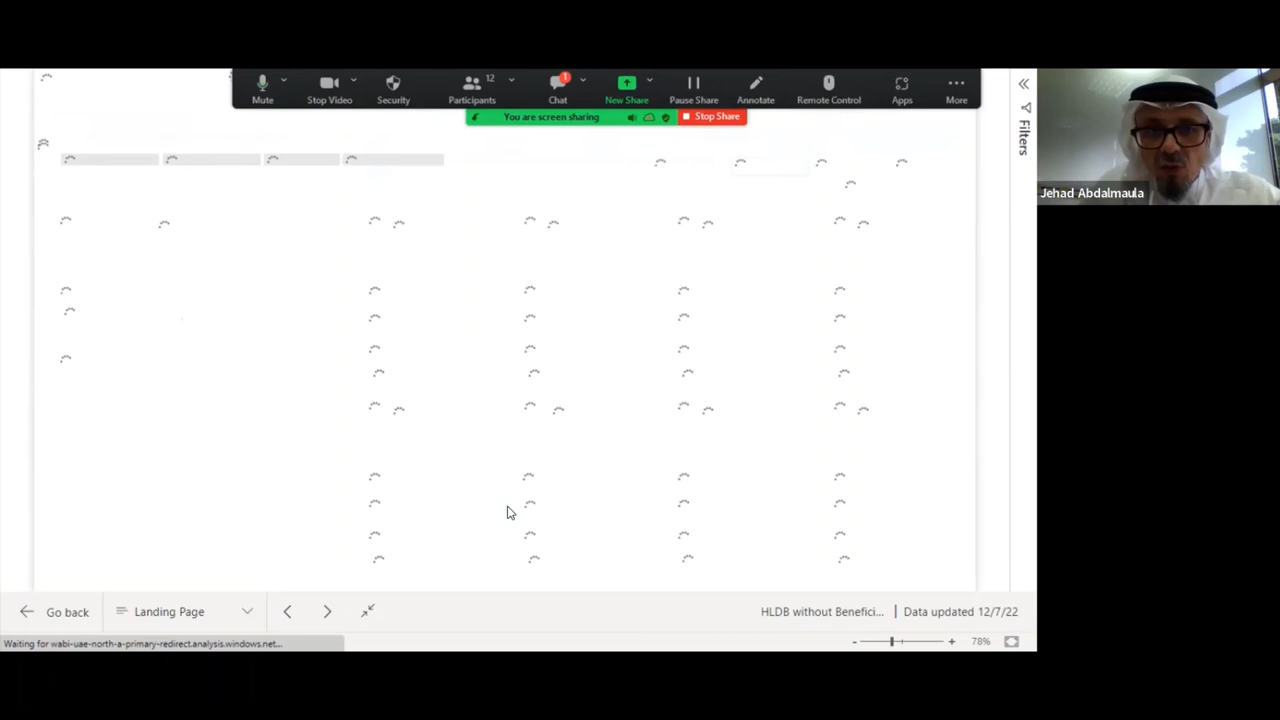 12
1
Mute
Stop Video
Security
Participants
Chat
New Share
Pause Share
Annotate
Remote Control
Apps
More
You are screen sharing
Stop Share
Filters
Jehad Abdalmaula
Go back
Landing Page
HLDB without Benefici...
Data updated 12/7/22
Waiting for wabi-uae-north-a-primary-redirect.analysis.windows.net...
- + 78%